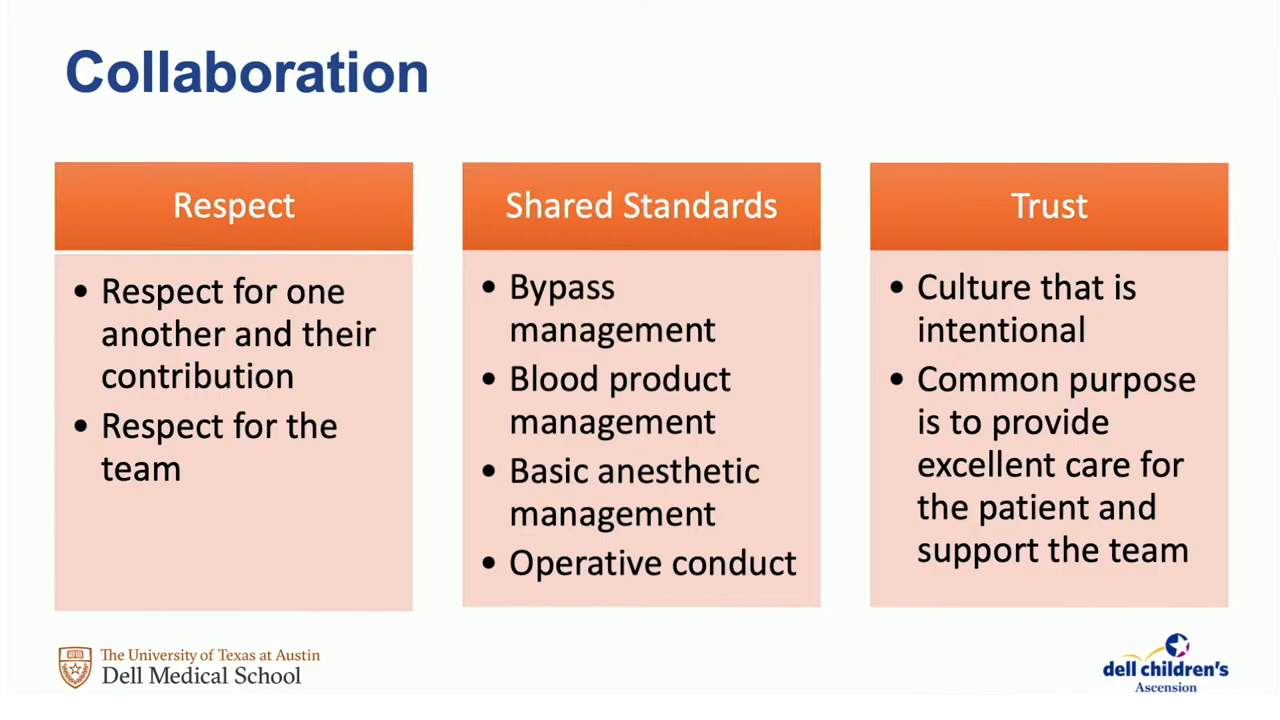 Collaboration
Respect
• Respect for one
another and their
contribution
• Respect for the
team
Shared Standards
• Bypass
management
• Blood product
management
• Basic anesthetic
management
• Operative conduct
Trust
• Culture that is
intentional
• Common purpose
is to provide
excellent care for
the patient and
support the team
The University of Texas at Austin
Dell Medical School
dell children's
Ascension